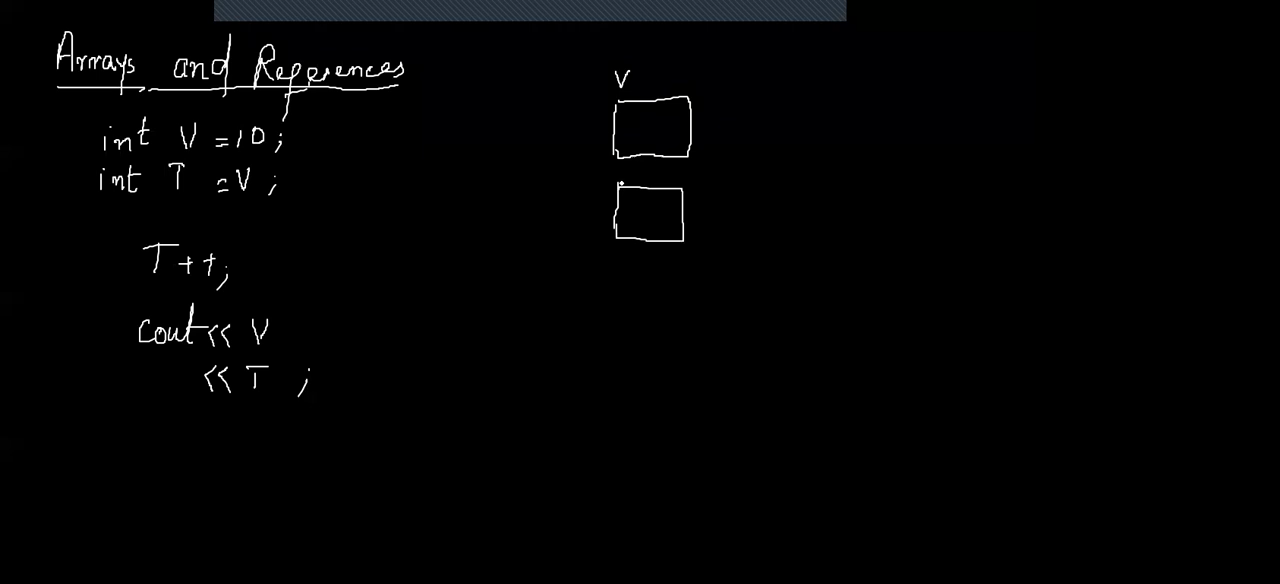 Arrays and References
int V = 10;
int T = V;
T++;
cout << V
<< T ;
V